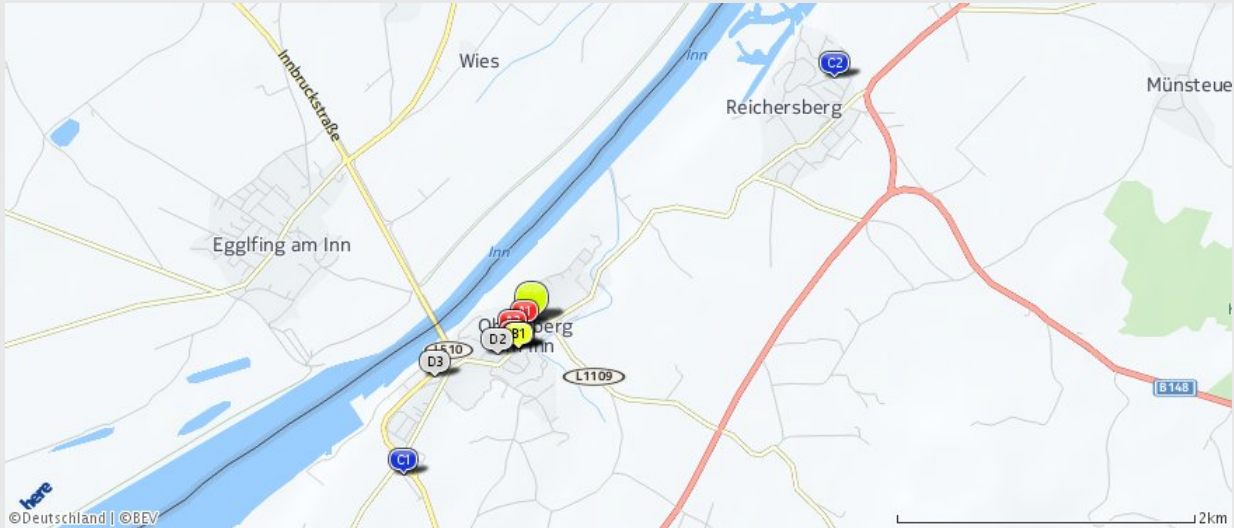 Inn
C2
Wies
Münsteue
Reichersberg
Innbruckstraße
Egglfing am Inn
Inn
B1
D2
Inn
L510
D3
L1109
B148
C1
here
©Deutschland | ©BEV
2km